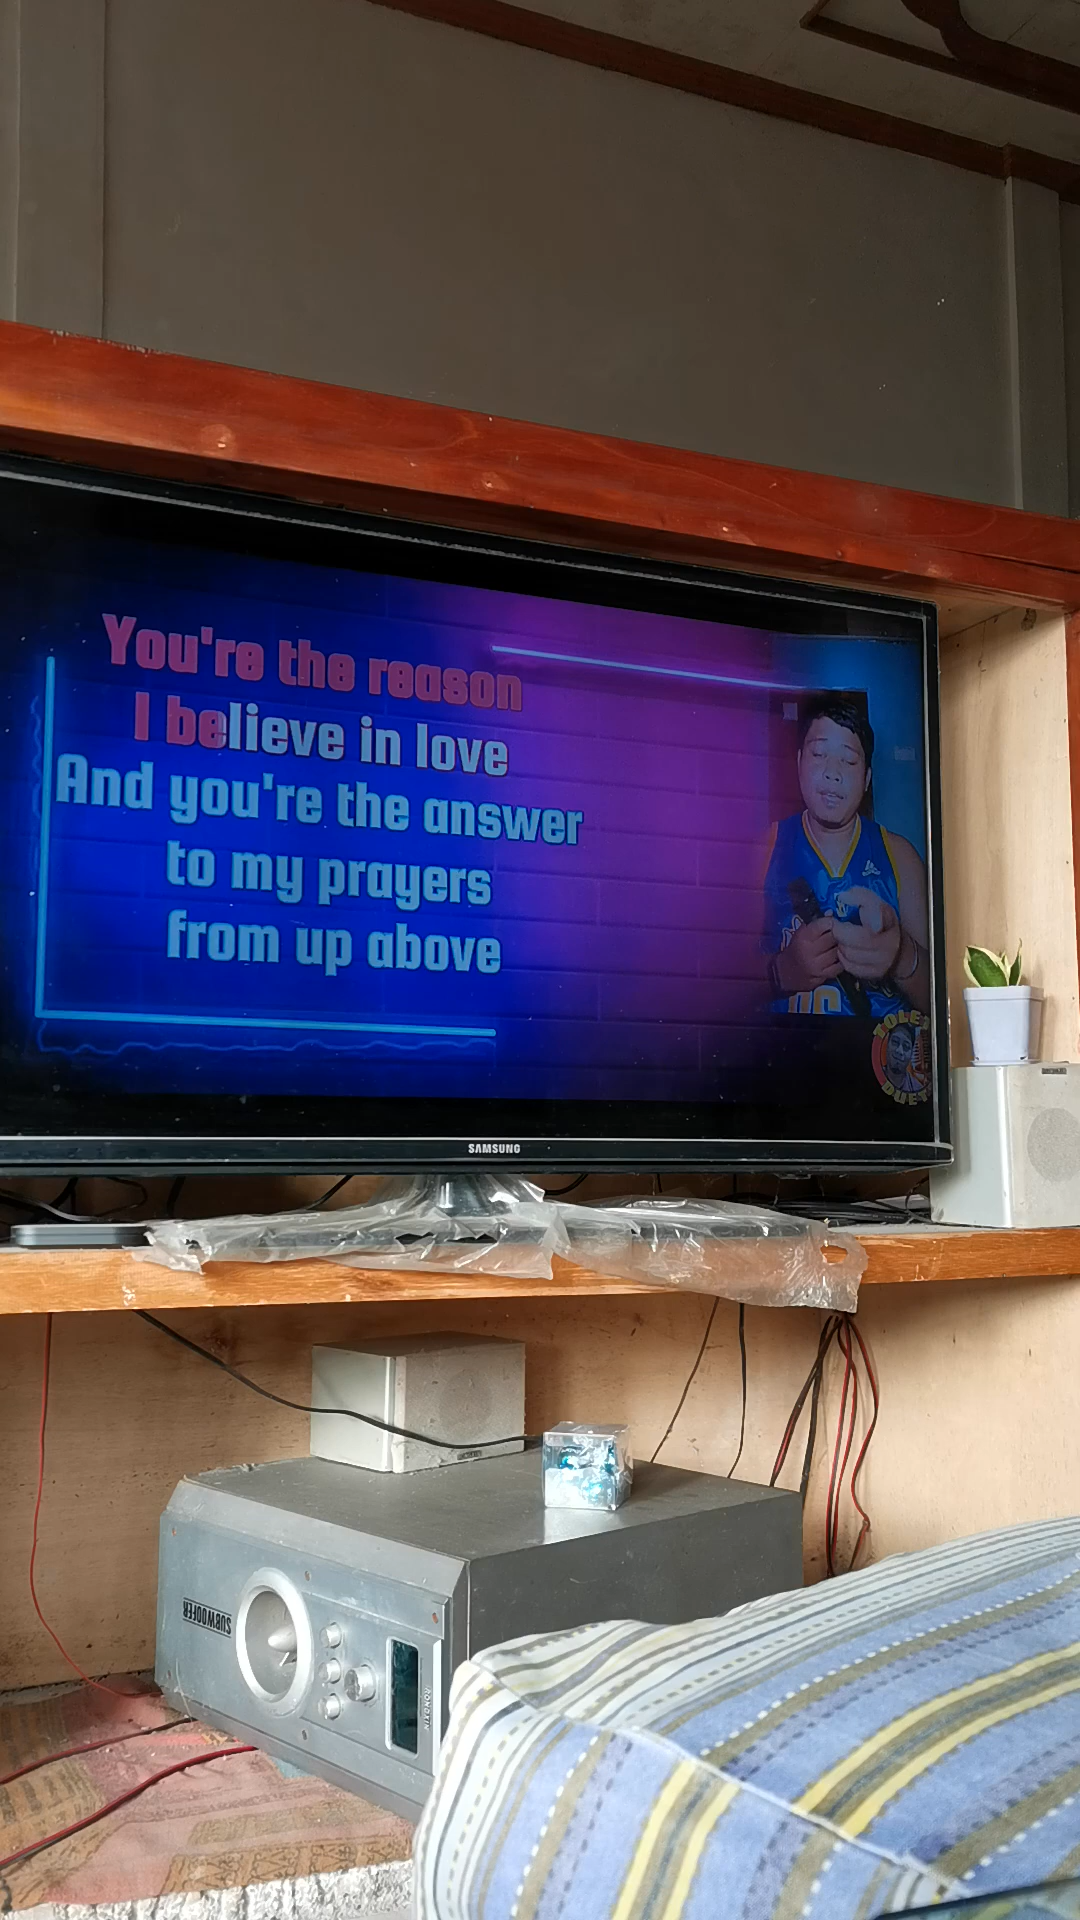 You're the reason
I believe in love
And you're the answer
to my prayers
from up above
SAMSUNG
SUBWOOFER